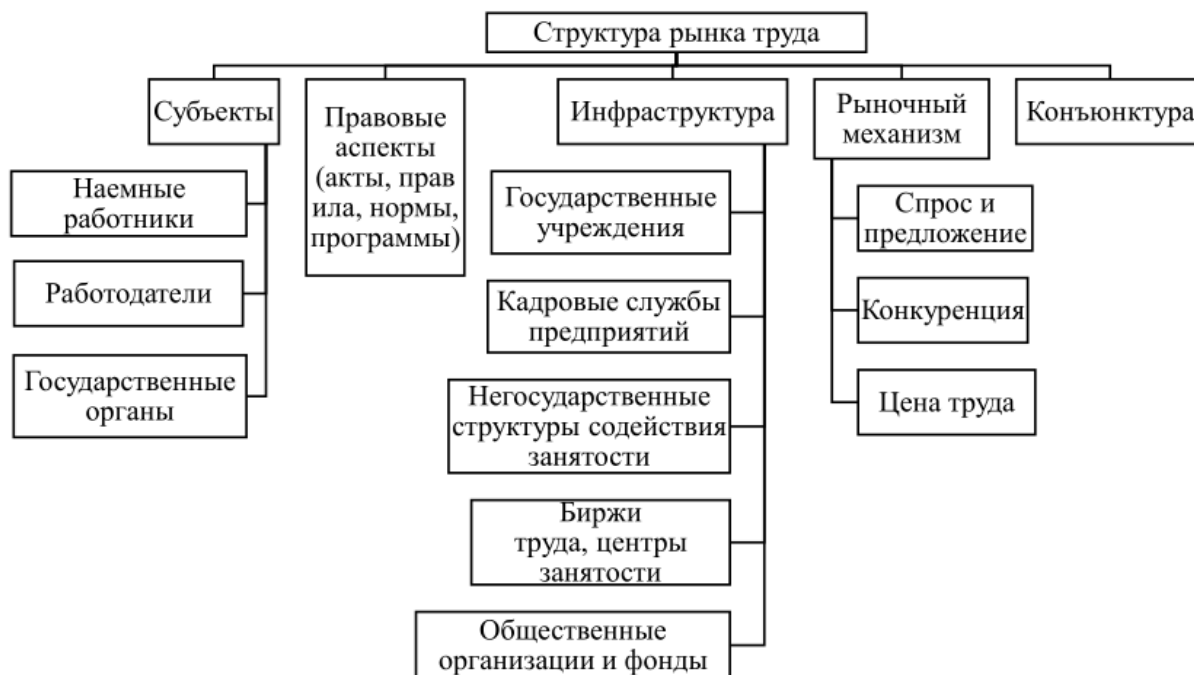 Структура рынка труда
Субъекты
Наемные
работники
Работодатели
Государственные
органы
Правовые
аспекты
(акты, прав
ила, нормы,
программы)
Инфраструктура
Государственные
учреждения
Кадровые службы
предприятий
Негосударственные
структуры содействия
занятости
Биржи
труда, центры
занятости
Общественные
организации и фонды
Рыночный
механизм
Спрос и
предложение
Конкуренция
Цена труда
Конъюнктура